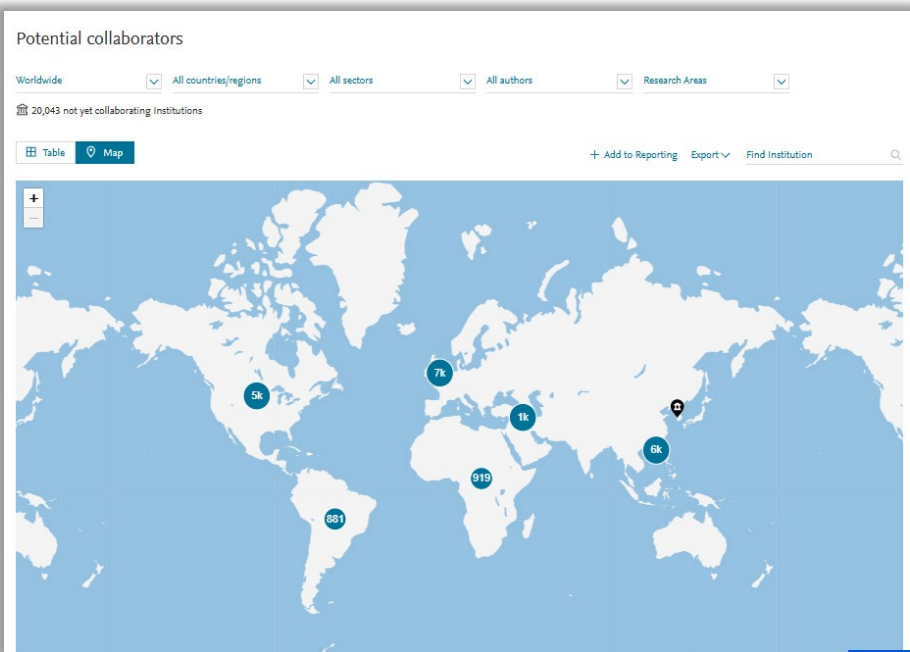 Potential collaborators
Worldwide All countries/regions All sectors All authors Research Areas
20,043 not yet collaborating Institutions
Table Map + Add to Reporting Export Find Institution
+
−
7k
5k
1k
6k
919
881